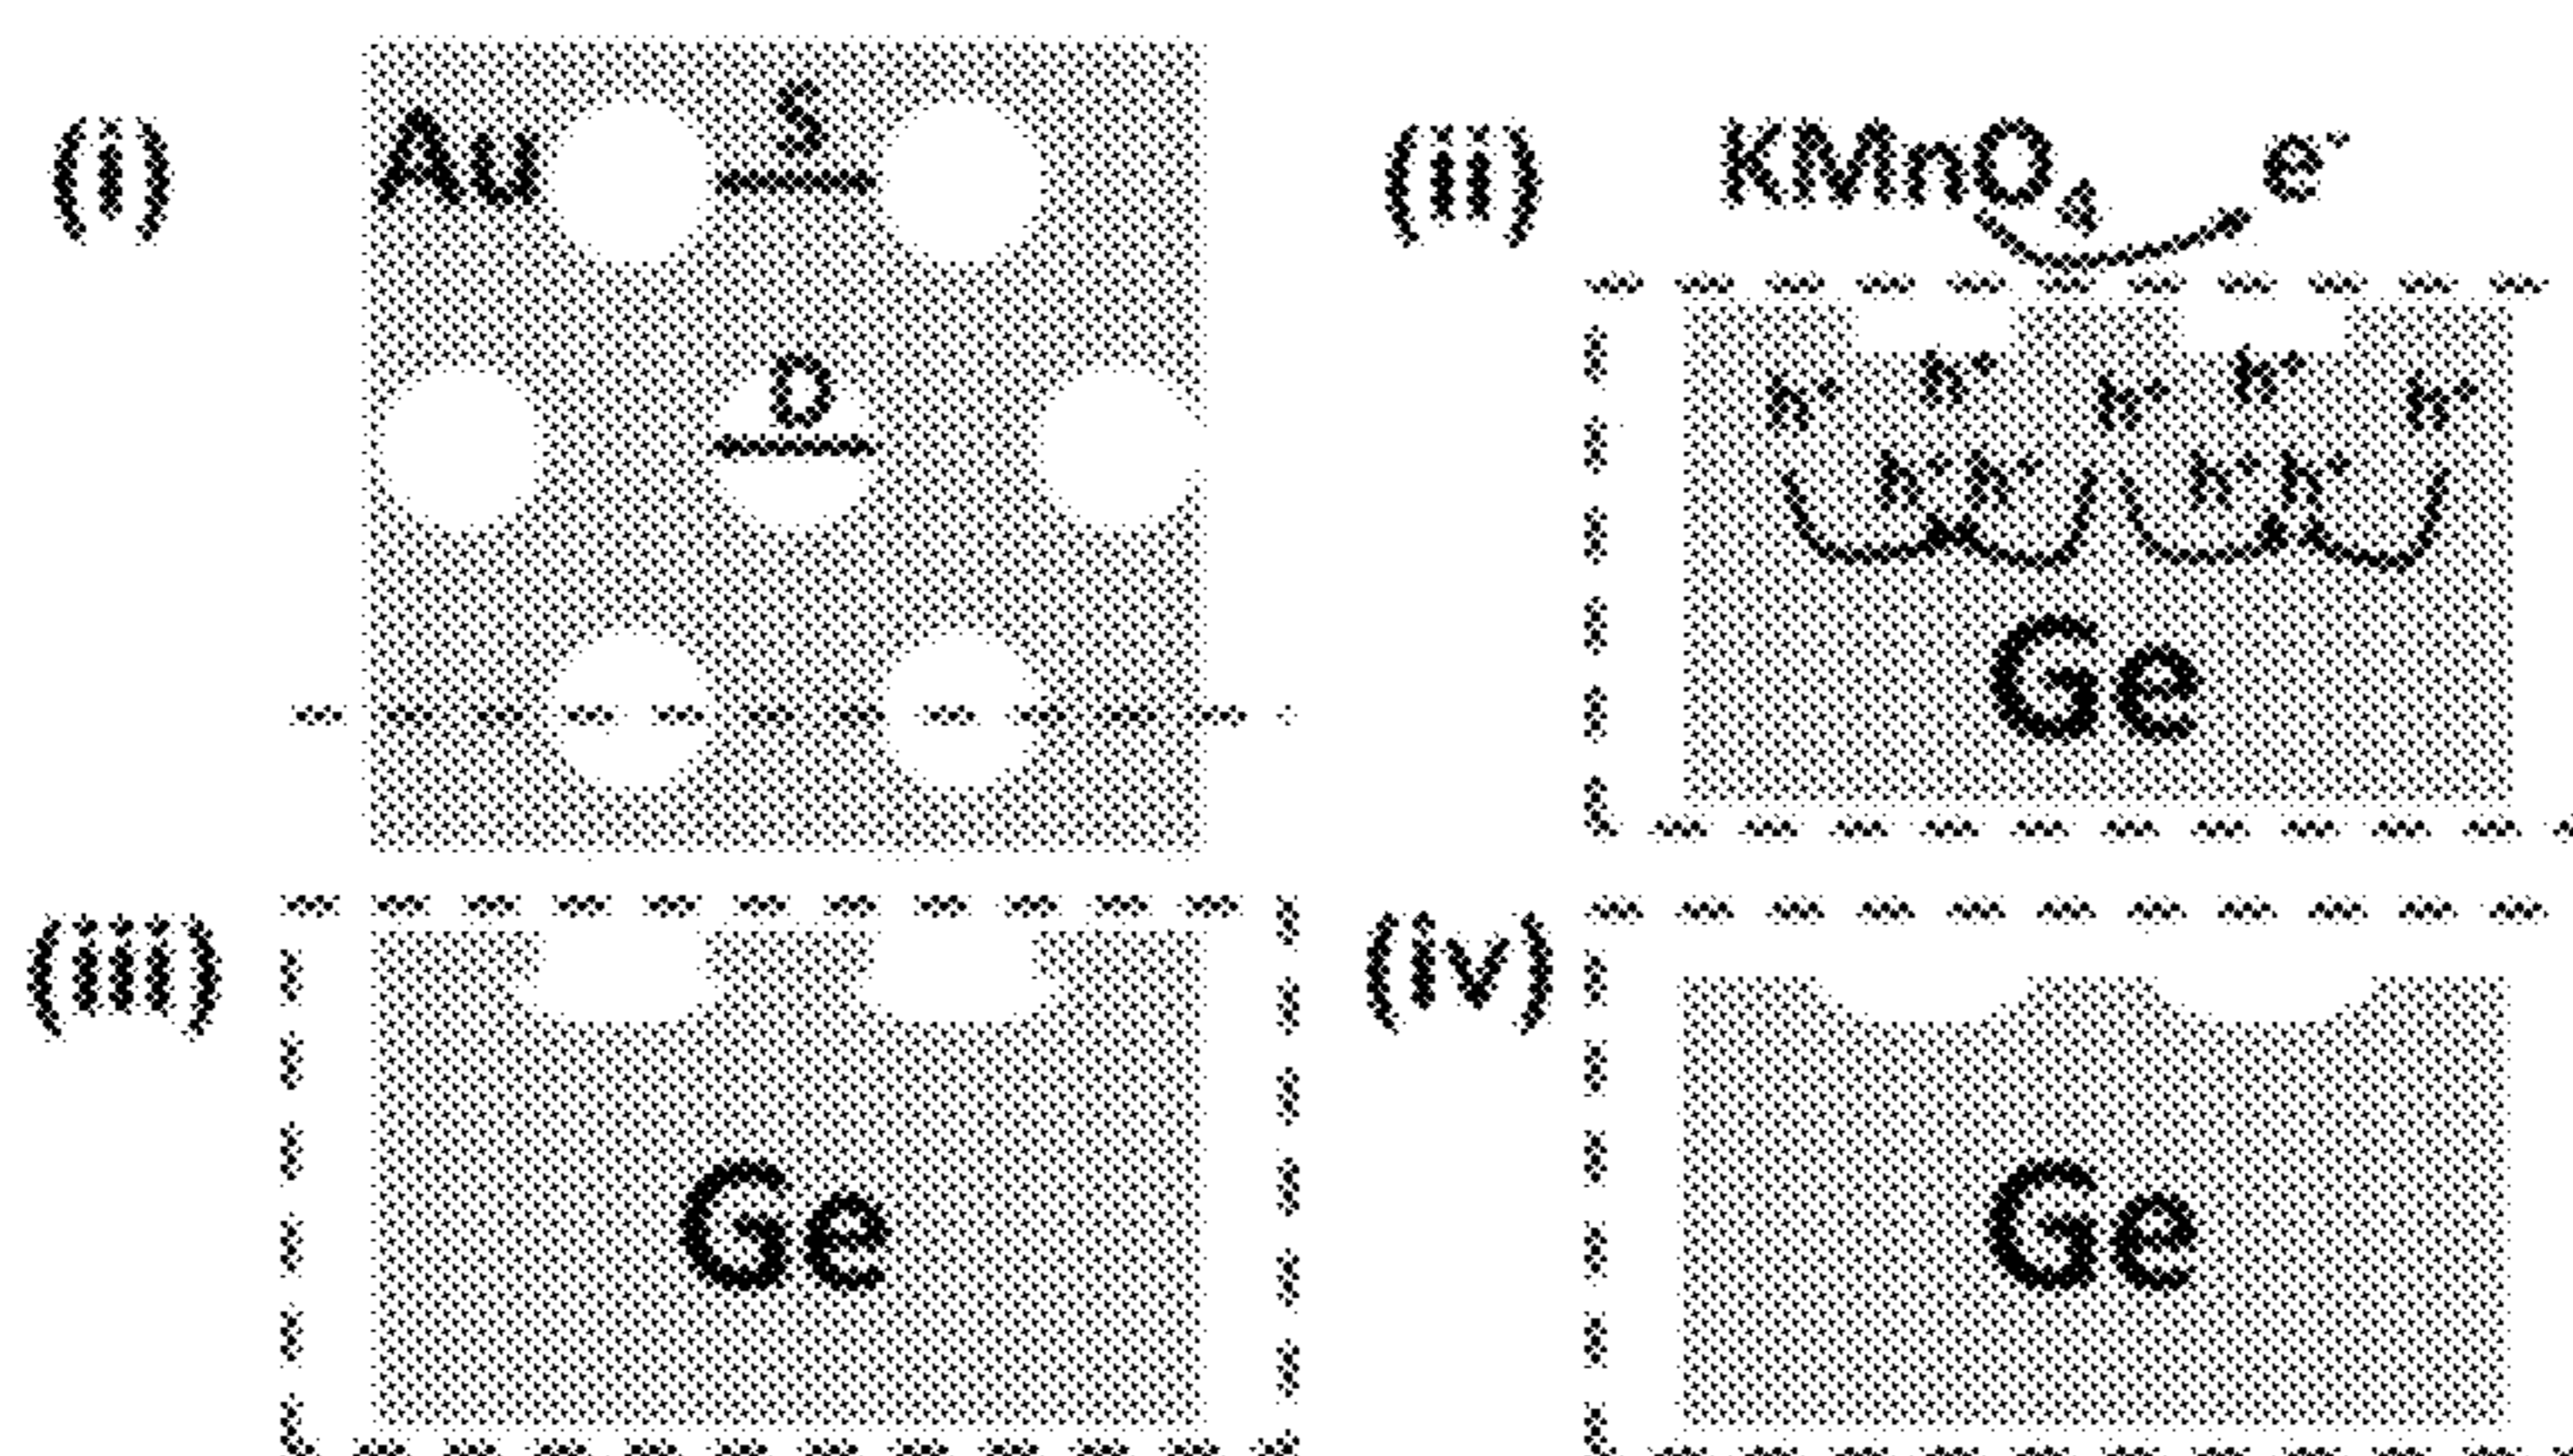 (i)
Au
S
D
(ii)
KMnO₄ e⁻
h⁺ h⁺ h⁺ h⁺ h⁺
h⁺ h⁺ h⁺ h⁺
Ge
(iii)
Ge
(iv)
Ge